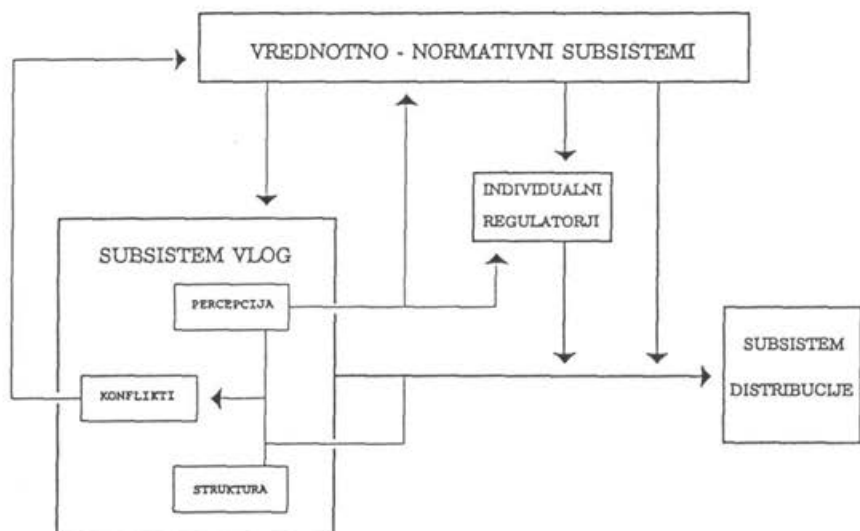 VREDNOTNO - NORMATIVNI SUBSISTEMI
INDIVIDUALNI
REGULATORJI
SUBSISTEM VLOG
PERCEPCIJA
KONFLIKTI
STRUKTURA
SUBSISTEM
DISTRIBUCIJE